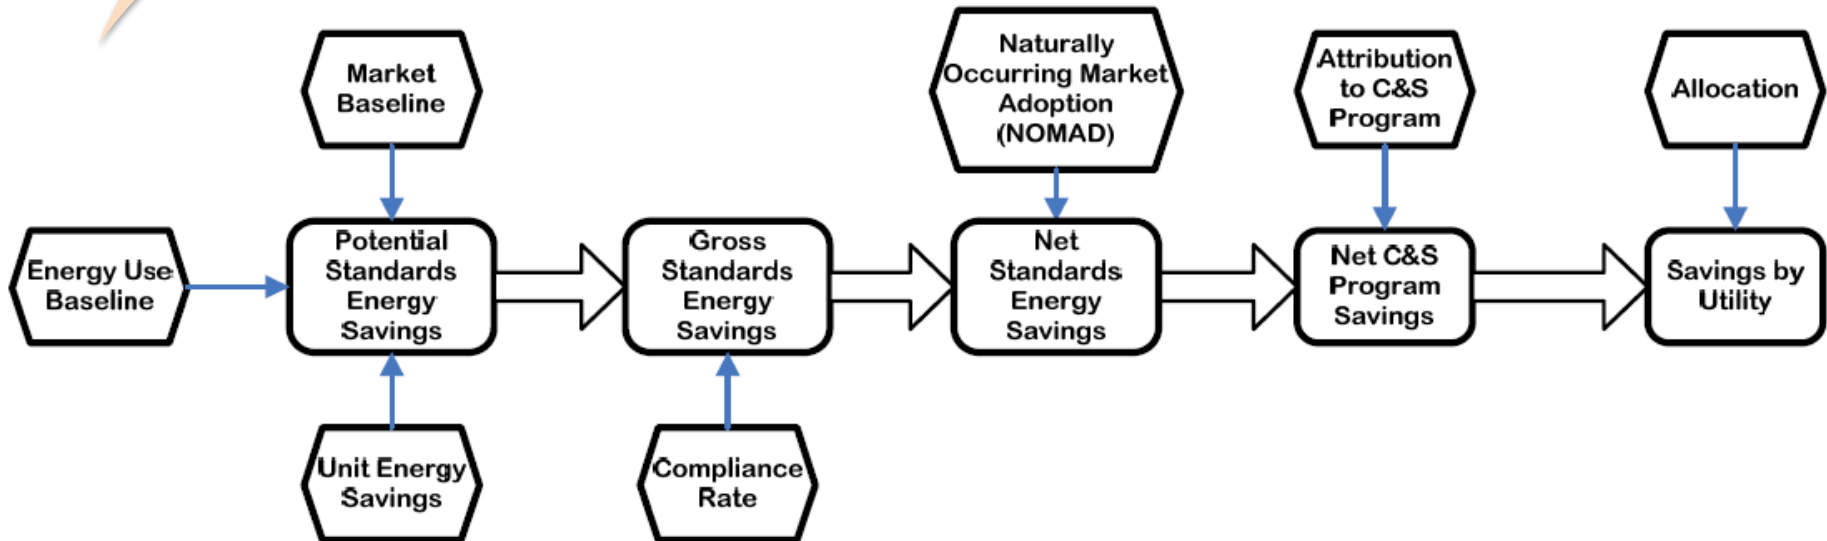 Market
Baseline
Naturally
Occurring Market
Adoption
(NOMAD)
Attribution
to C&S
Program
Allocation
Energy Use
Baseline
Potential
Standards
Energy
Savings
Gross
Standards
Energy
Savings
Net
Standards
Energy
Savings
Net C&S
Program
Savings
Savings by
Utility
Unit Energy
Savings
Compliance
Rate